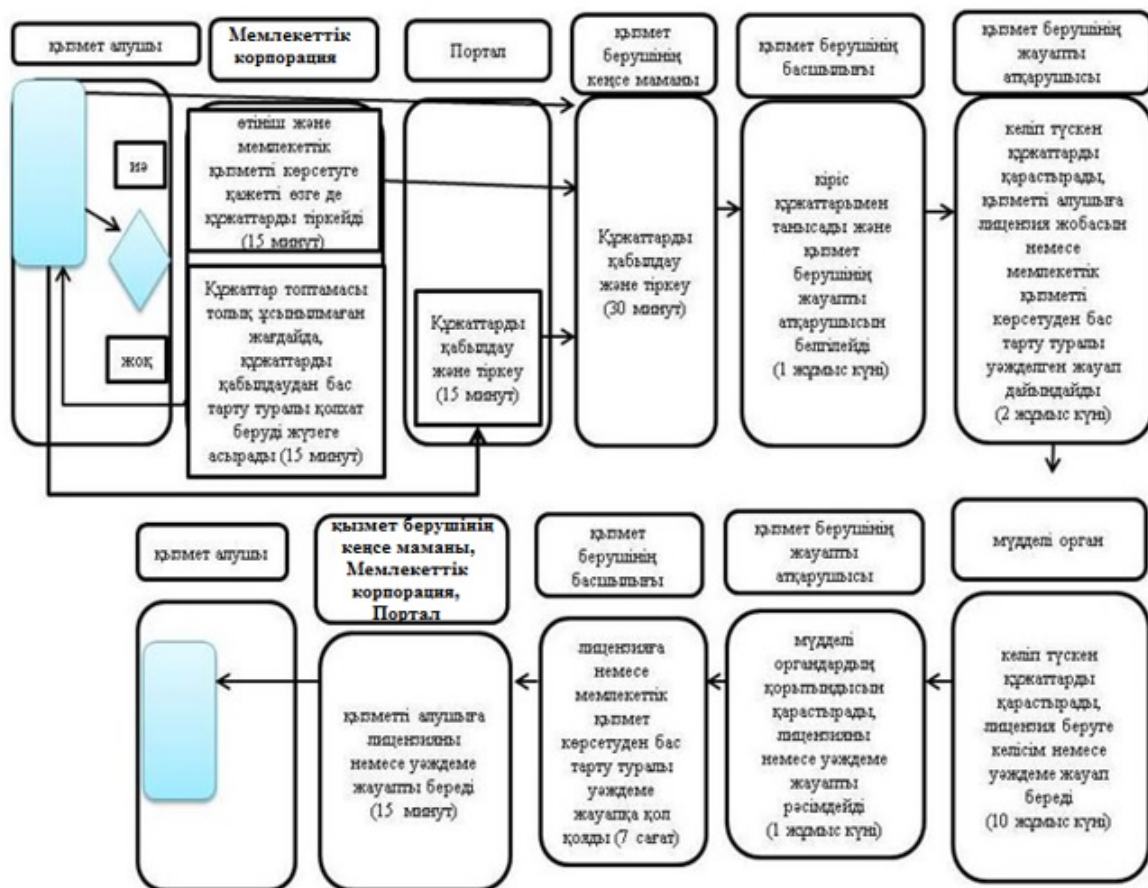 қызмет алушы
Мемлекеттік
корпорация
Портал
қызмет
берушінің
кеңсе маманы
қызмет берушінің
басшылығы
қызмет берушінің
жауапты
атқарушысы
иә
жоқ
өтініш және
мемлекеттік
қызметті көрсетуге
қажетті өзге де
құжаттарды тіркейді
(15 минут)
Құжаттар топтамасы
толық ұсынылмаған
жағдайда,
құжаттарды
қабылдаудан бас
тарту туралы қолхат
беруді жүзеге
асырады (15 минут)
Құжаттарды
қабылдау
және тіркеу
(15 минут)
Құжаттарды
қабылдау
және тіркеу
(30 минут)
кіріс
құжаттарымен
танысады және
қызмет
берушінің
жауапты
атқарушысын
белгілейді
(1 жұмыс күні)
келіп түскен
құжаттарды
қарастырады,
қызметті алушыға
лицензия жобасын
немесе
мемлекеттік
қызметті
көрсетуден бас
тарту туралы
уәжделген жауап
дайындайды
(2 жұмыс күні)
қызмет алушы
қызмет берушінің
кеңсе маманы,
Мемлекеттік
корпорация,
Портал
қызмет
берушінің
басшылығы
қызмет берушінің
жауапты
атқарушысы
мүдделі орган
қызметті алушыға
лицензияны
немесе уәждеме
жауапты береді
(15 минут)
лицензияға
немесе
мемлекеттік
қызмет
көрсетуден бас
тарту туралы
уәждеме
жауапқа қол
қояды (7 сағат)
мүдделі
органдардың
қорытындысын
қарастырады,
лицензияны
немесе уәждеме
жауапты
рәсімдейді
(1 жұмыс күні)
келіп түскен
құжаттарды
қарастырады,
лицензия беруге
келісім немесе
уәждеме жауап
береді
(10 жұмыс күні)